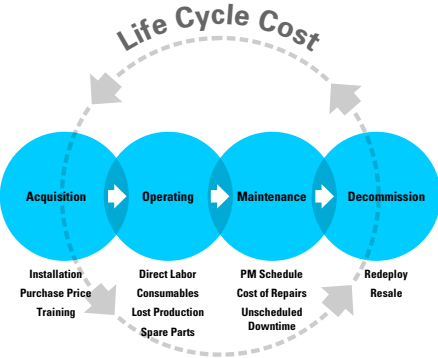 Life Cycle Cost
Acquisition
Operating
Maintenance
Decommission
Installation
Purchase Price
Training
Direct Labor
Consumables
Lost Production
Spare Parts
PM Schedule
Cost of Repairs
Unscheduled
Downtime
Redeploy
Resale